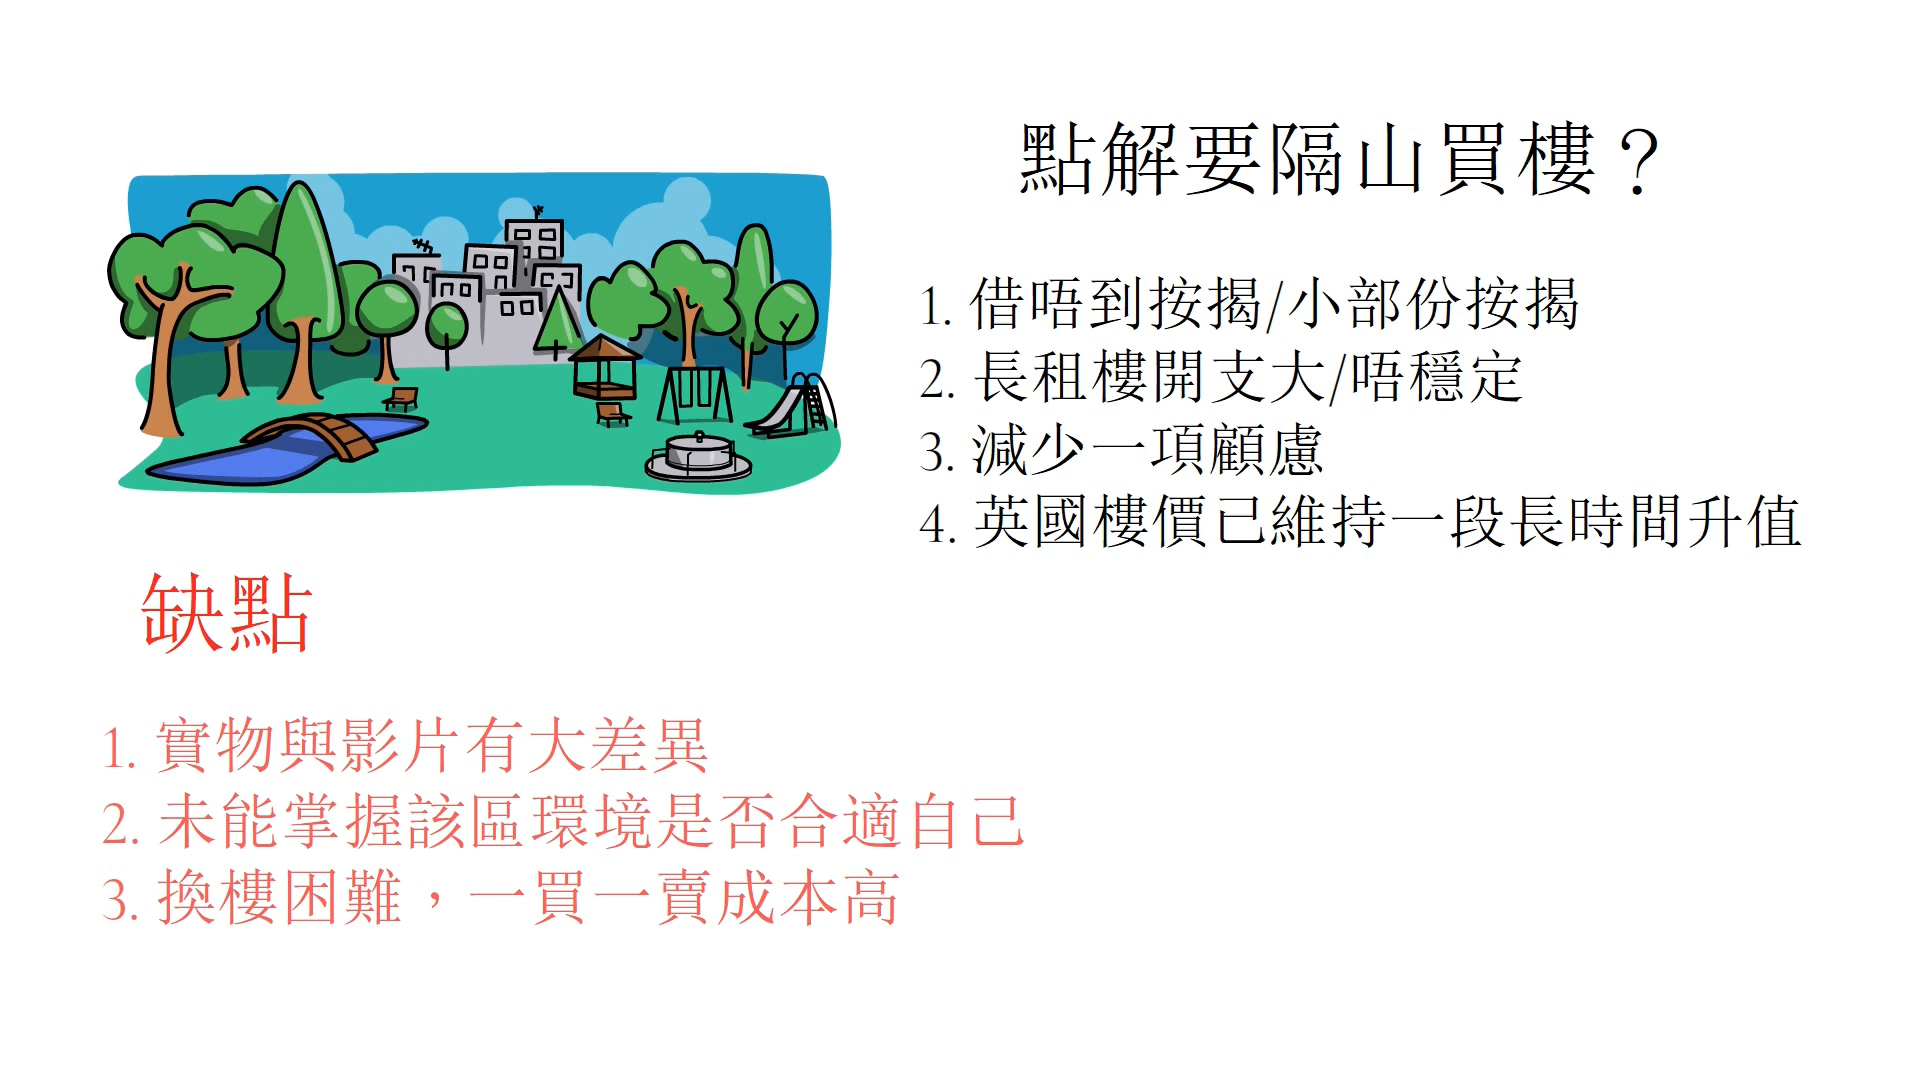 點解要隔山買樓？
1. 借唔到按揭/小部份按揭
2. 長租樓開支大/唔穩定
3. 減少一項顧慮
4. 英國樓價已維持一段長時間升值
缺點
1. 實物與影片有大差異
2. 未能掌握該區環境是否合適自己
3. 換樓困難，一買一賣成本高